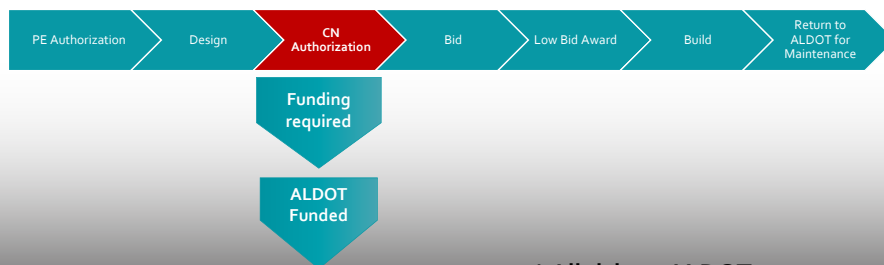 PE Authorization
Design
CN
Authorization
Bid
Low Bid Award
Build
Return to
ALDOT for
Maintenance
Funding
required
ALDOT
Funded